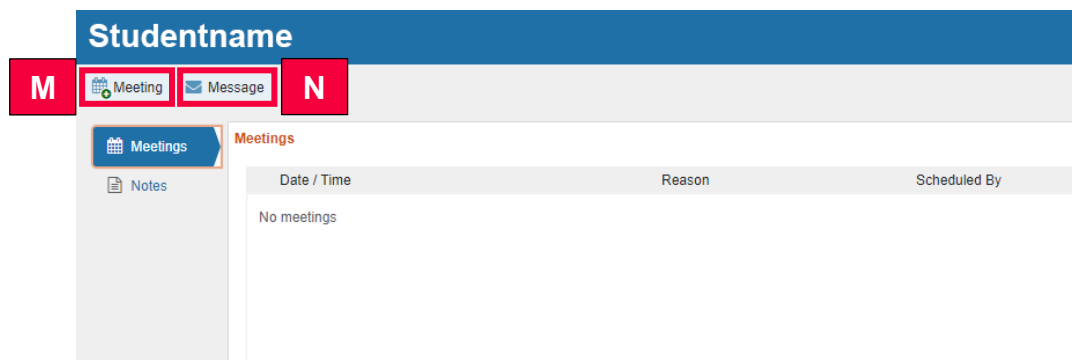 Studentname
M Meeting Message N
Meetings Meetings
Date / Time Reason Scheduled By
Notes
No meetings